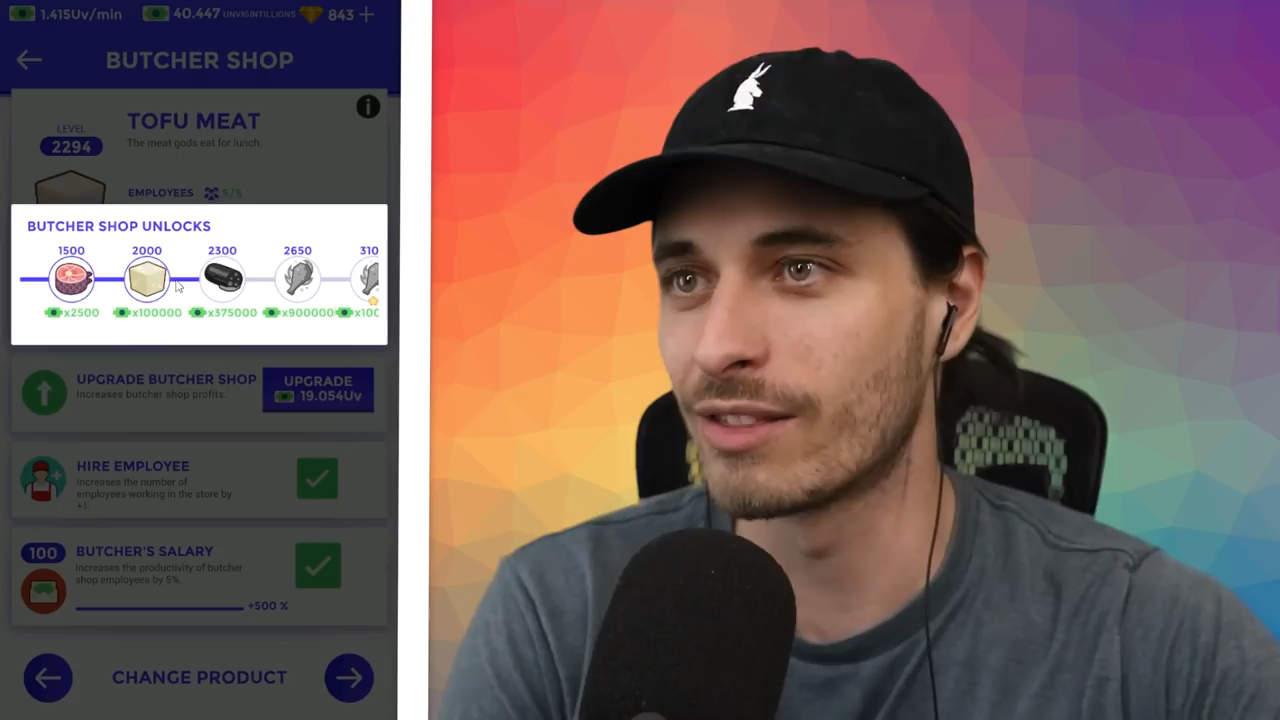 1.415Uv/min 40.447 UNVIGINTILLIONS 843 +
BUTCHER SHOP
TOFU MEAT
The meat gods eat for lunch.
LEVEL
2294
EMPLOYEES 5/5
BUTCHER SHOP UNLOCKS
1500 2000 2300 2650 310
x2500 x100000 x375000 x900000 x100
UPGRADE BUTCHER SHOP
Increases butcher shop profits.
UPGRADE
19.054Uv
HIRE EMPLOYEE
Increases the number of
employees working in the store by
+1
100
BUTCHER'S SALARY
Increases the productivity of butcher
shop employees by 5%.
+500 %
CHANGE PRODUCT